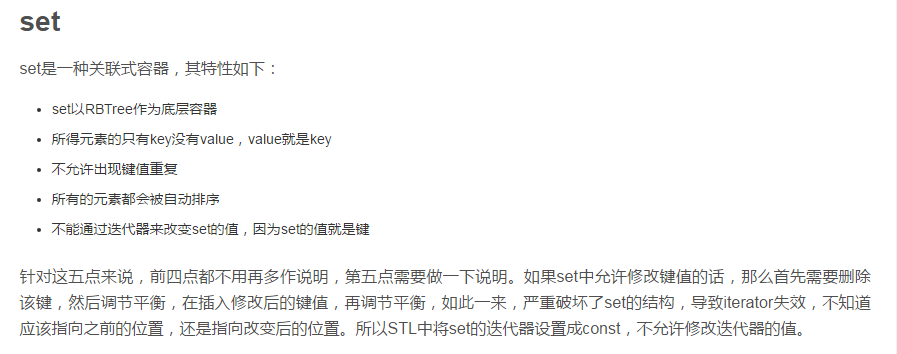 set
set是一种关联式容器，其特性如下：
• set以RBTree作为底层容器
• 所得元素的只有key没有value，value就是key
• 不允许出现键值重复
• 所有的元素都会被自动排序
• 不能通过迭代器来改变set的值，因为set的值就是键
针对这五点来说，前四点都不用再多作说明，第五点需要做一下说明。如果set中允许修改键值的话，那么首先需要删除
该键，然后调节平衡，在插入修改后的键值，再调节平衡，如此一来，严重破坏了set的结构，导致iterator失效，不知道
应该指向之前的位置，还是指向改变后的位置。所以STL中将set的迭代器设置成const，不允许修改迭代器的值。